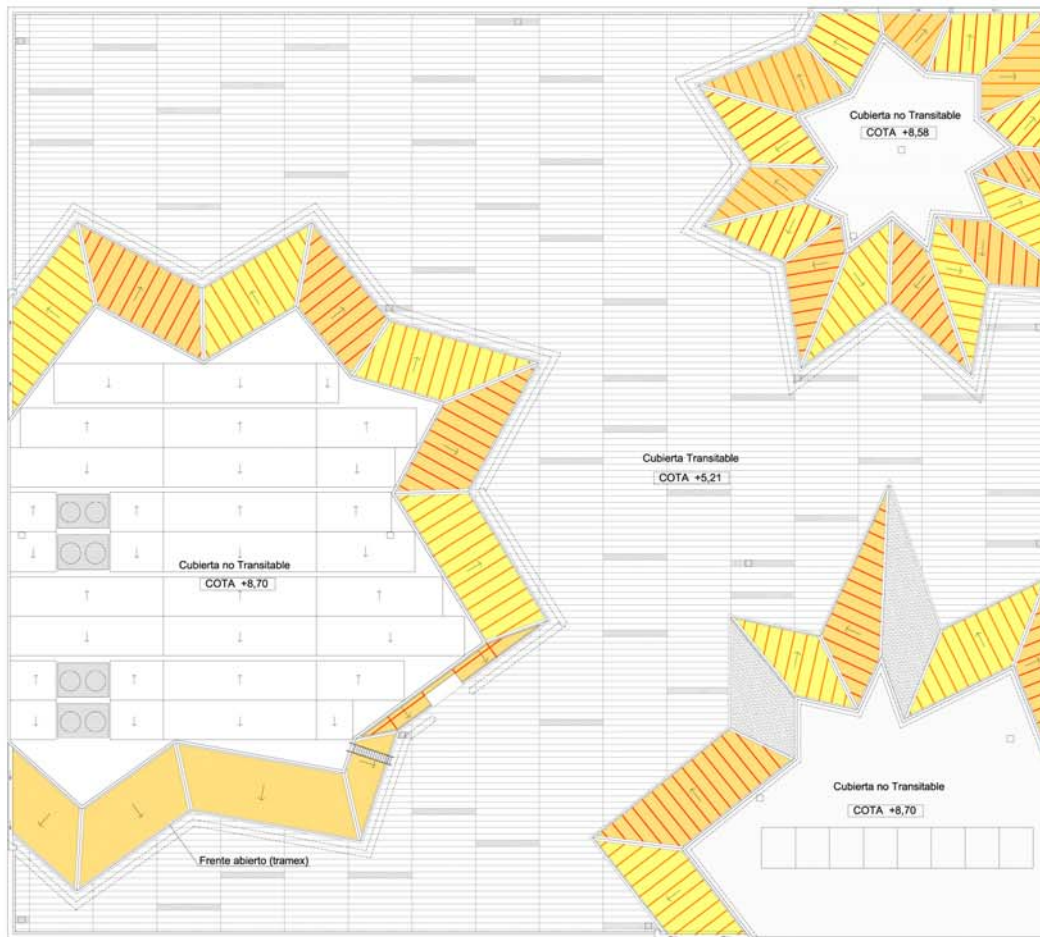 Cubierta no Transitable
COTA +8,58
Cubierta Transitable
COTA +5,21
Cubierta no Transitable
COTA +8,70
Cubierta no Transitable
COTA +8,70
Frente abierto (tramex)